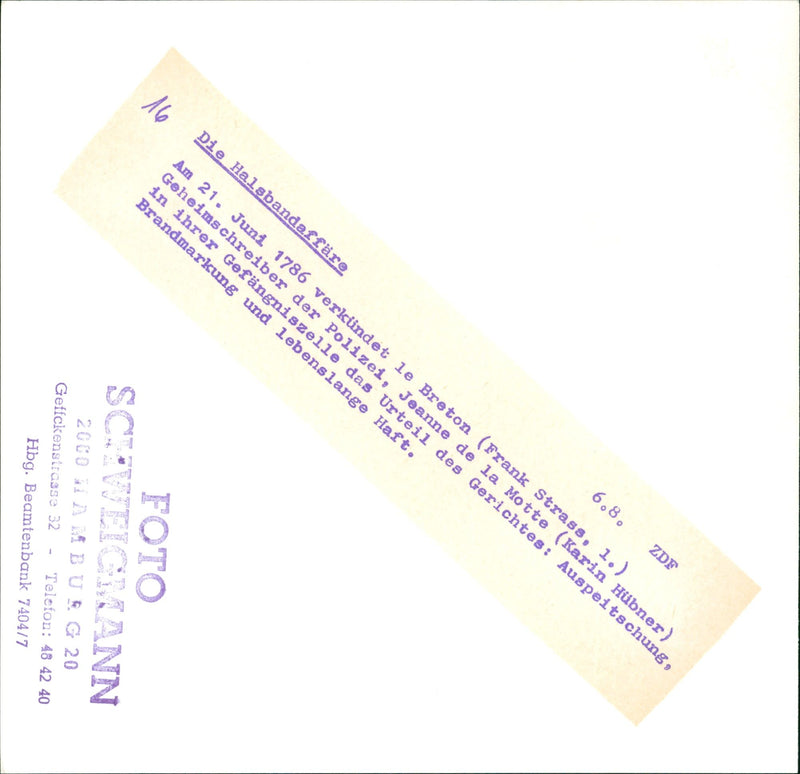 16
Die Halsbandaffäre
6.8. ZDF
Am 21. Juni 1786 verkündet le Breton (Frank Strass, l.)
Geheimschreiber der Polizei, Jeanne de la Motte (Karin Hübner)
in ihrer Gefängniszelle das Urteil des Gerichtes: Auspeitschung,
Brandmarkung und lebenslange Haft.
FOTO
SCHWEIGMANN
2000 HAMBURG 20
Geffckenstrasse 32 - Telefon: 48 42 40
Hbg. Beamtenbank 7404/7